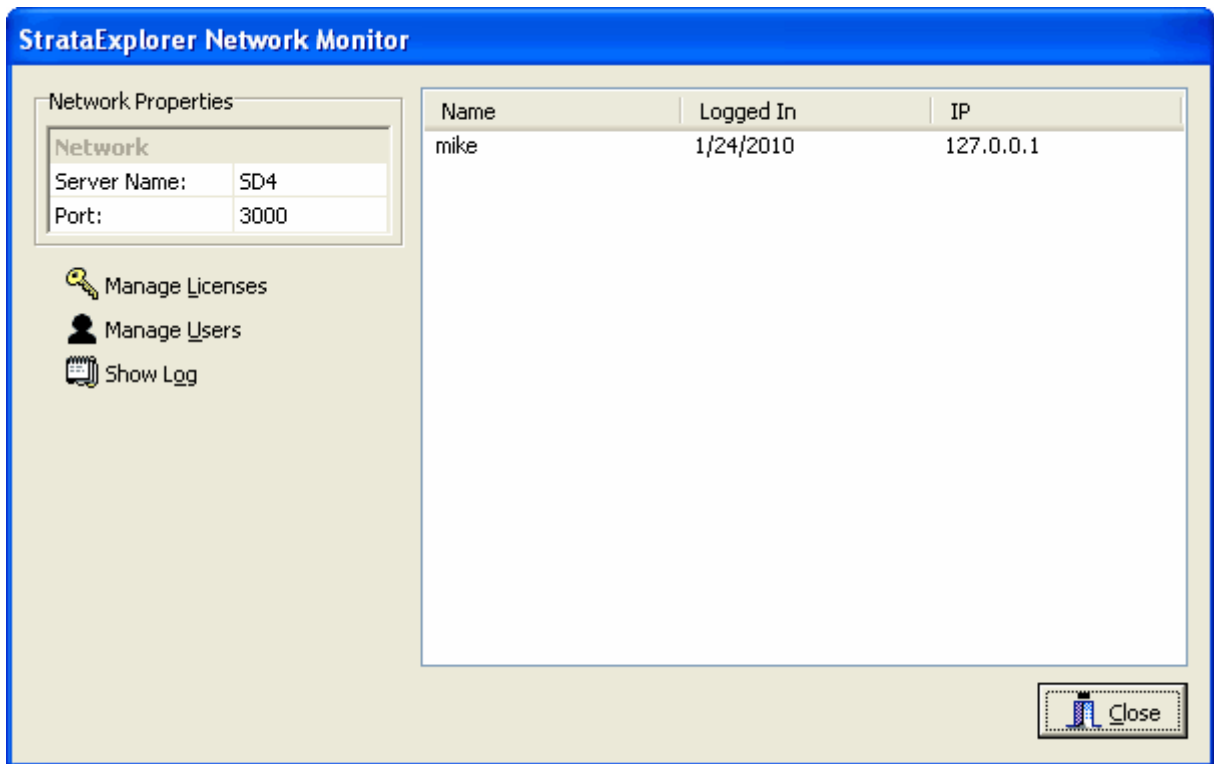 StrataExplorer Network Monitor
Network Properties
Network
Server Name: SD4
Port: 3000
Manage Licenses
Manage Users
Show Log
Name Logged In IP
mike 1/24/2010 127.0.0.1
Close